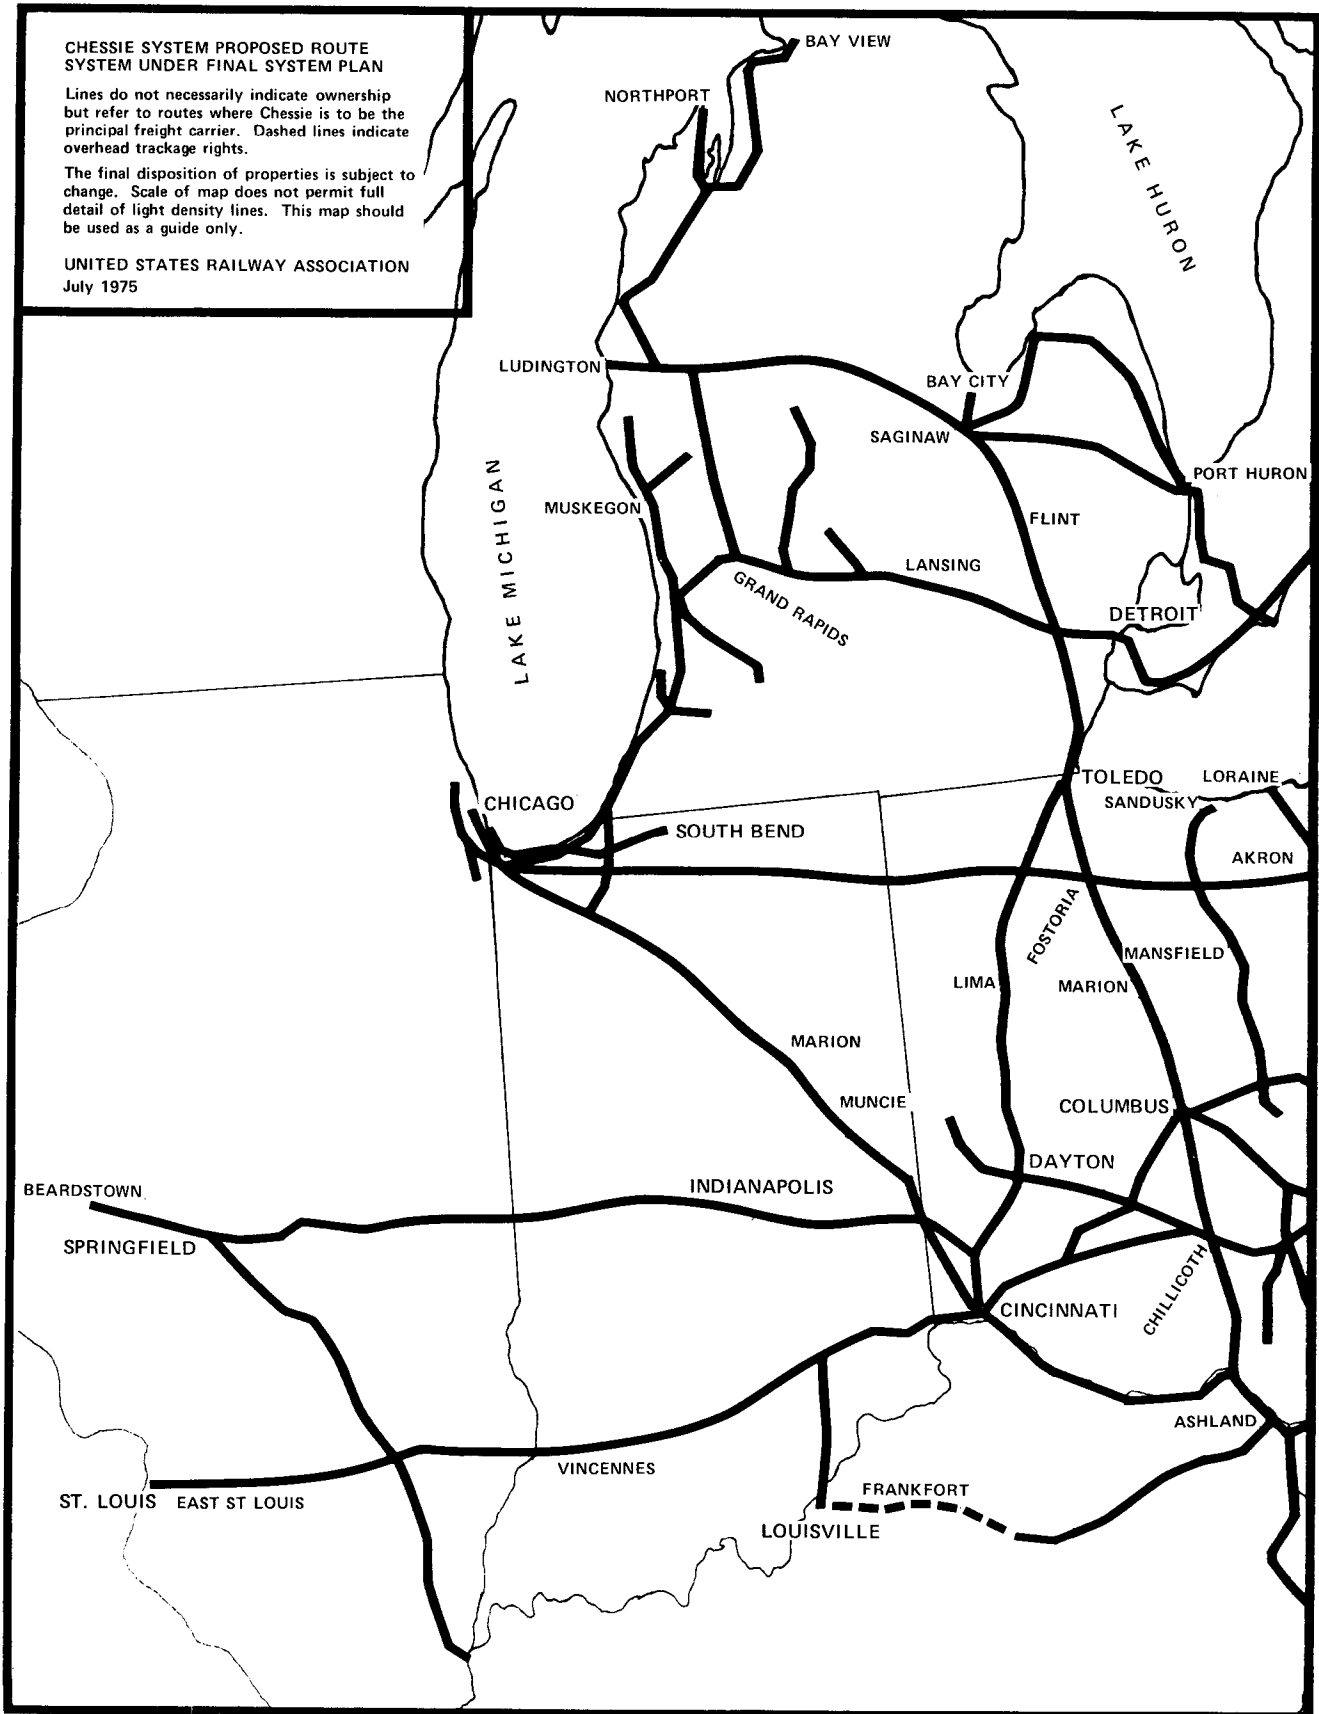 CHESSIE SYSTEM PROPOSED ROUTE
SYSTEM UNDER FINAL SYSTEM PLAN
Lines do not necessarily indicate ownership
but refer to routes where Chessie is to be the
principal freight carrier. Dashed lines indicate
overhead trackage rights.
The final disposition of properties is subject to
change. Scale of map does not permit full
detail of light density lines. This map should
be used as a guide only.
UNITED STATES RAILWAY ASSOCIATION
July 1975
BAY VIEW
NORTHPORT
LAKE HURON
LUDINGTON
BAY CITY
SAGINAW
PORT HURON
MUSKEGON
FLINT
LAKE MICHIGAN
LANSING
GRAND RAPIDS
DETROIT
TOLEDO
LORAINE
SANDUSKY
CHICAGO
SOUTH BEND
AKRON
FOSTORIA
MANSFIELD
LIMA
MARION
MARION
MUNCIE
COLUMBUS
DAYTON
BEARDSTOWN
INDIANAPOLIS
SPRINGFIELD
CHILLICOTH
CINCINNATI
ASHLAND
VINCENNES
FRANKFORT
ST. LOUIS
EAST ST LOUIS
LOUISVILLE